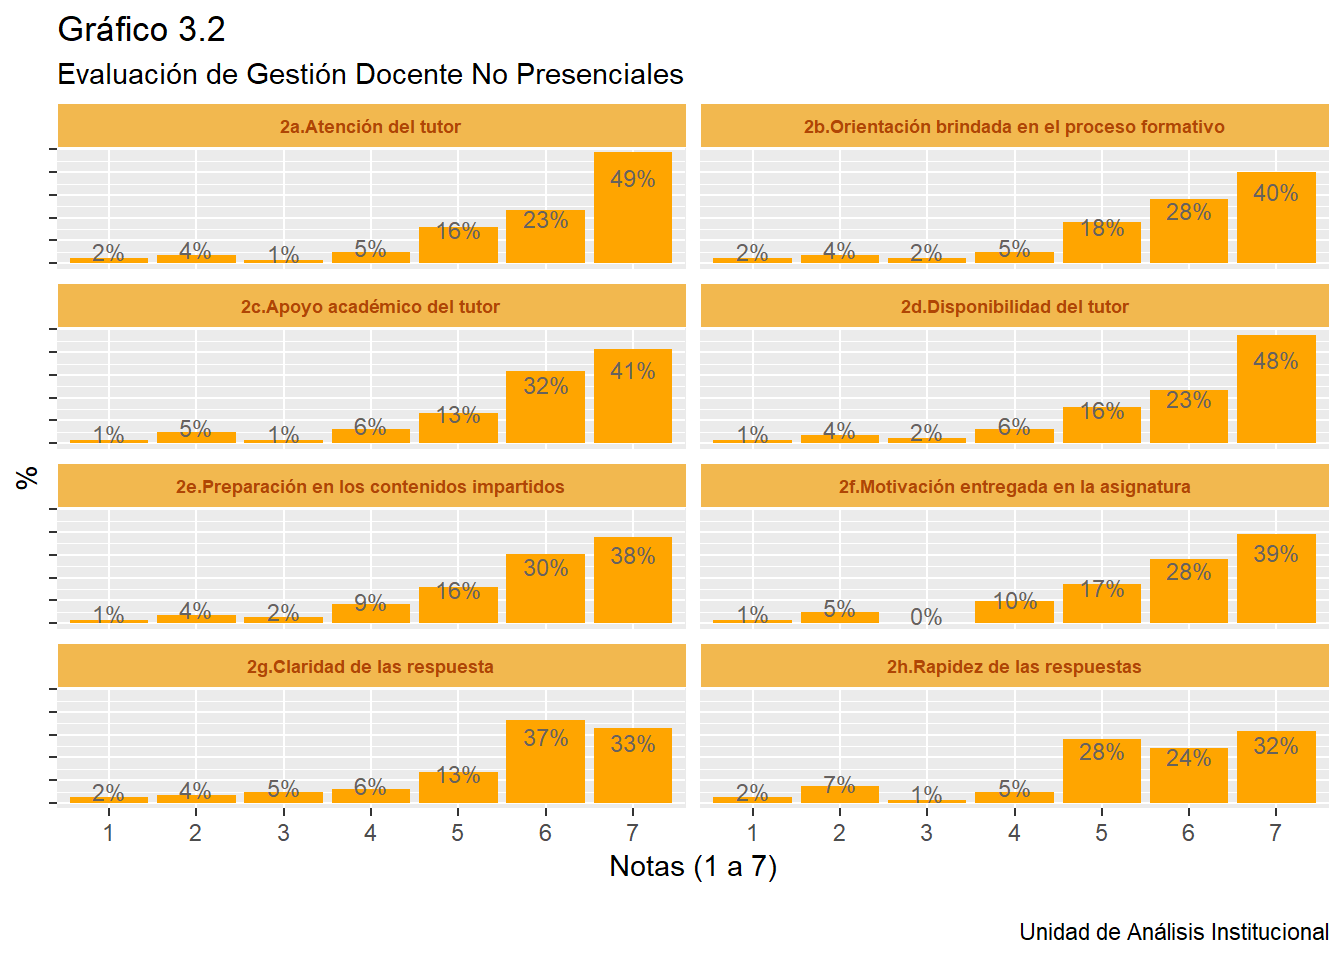 Gráfico 3.2
Evaluación de Gestión Docente No Presenciales
2a.Atención del tutor
2% 4% 1% 5% 16% 23% 49%
2b.Orientación brindada en el proceso formativo
2% 4% 2% 5% 18% 28% 40%
2c.Apoyo académico del tutor
1% 5% 1% 6% 13% 32% 41%
2d.Disponibilidad del tutor
1% 4% 2% 6% 16% 23% 48%
2e.Preparación en los contenidos impartidos
1% 4% 2% 9% 16% 30% 38%
2f.Motivación entregada en la asignatura
1% 5% 0% 10% 17% 28% 39%
2g.Claridad de las respuesta
2% 4% 5% 6% 13% 37% 33%
2h.Rapidez de las respuestas
2% 7% 1% 5% 28% 24% 32%
%
1 2 3 4 5 6 7
1 2 3 4 5 6 7
Notas (1 a 7)
Unidad de Análisis Institucional